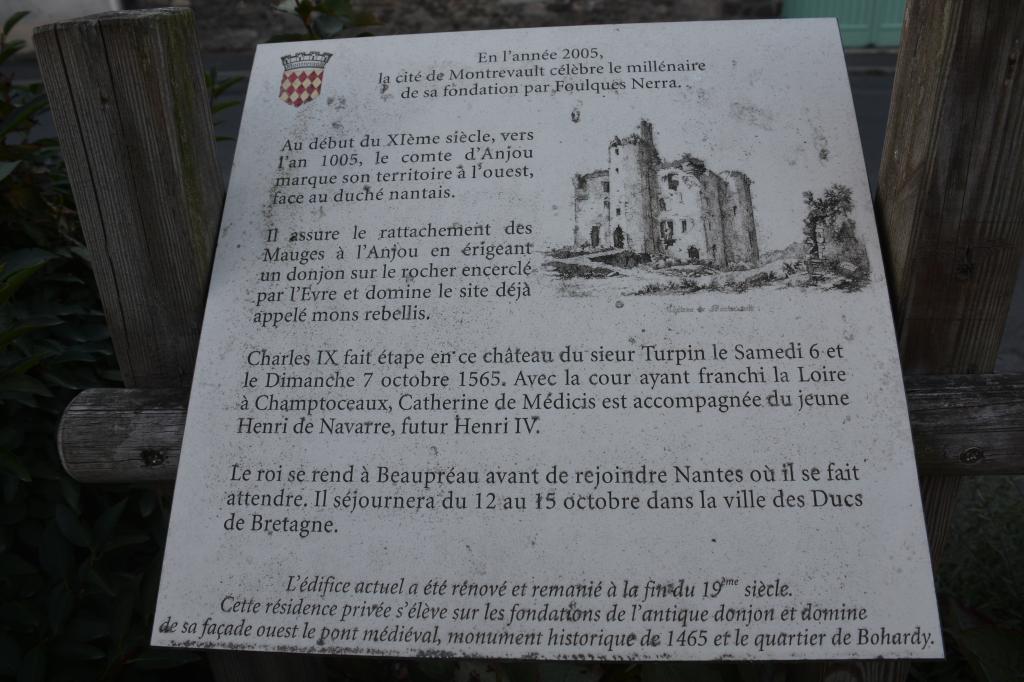 En l'année 2005,
la cité de Montrevault célèbre le millénaire
de sa fondation par Foulques Nerra.
Au début du XIème siècle, vers
l'an 1005, le comte d'Anjou
marque son territoire à l'ouest,
face au duché nantais.
Il assure le rattachement des
Mauges à l'Anjou en érigeant
un donjon sur le rocher encerclé
par l'Evre et domine le site déjà
appelé mons rebellis.
Charles IX fait étape en ce château du sieur Turpin le Samedi 6 et
le Dimanche 7 octobre 1565. Avec la cour ayant franchi la Loire
à Champtoceaux, Catherine de Médicis est accompagnée du jeune
Henri de Navarre, futur Henri IV.
Le roi se rend à Beaupréau avant de rejoindre Nantes où il se fait
attendre. Il séjournera du 12 au 15 octobre dans la ville des Ducs
de Bretagne.
L'édifice actuel a été rénové et remanié à la fin du 19ème siècle.
Cette résidence privée s'élève sur les fondations de l'antique donjon et domine
de sa façade ouest le pont médiéval, monument historique de 1465 et le quartier de Bohardy.